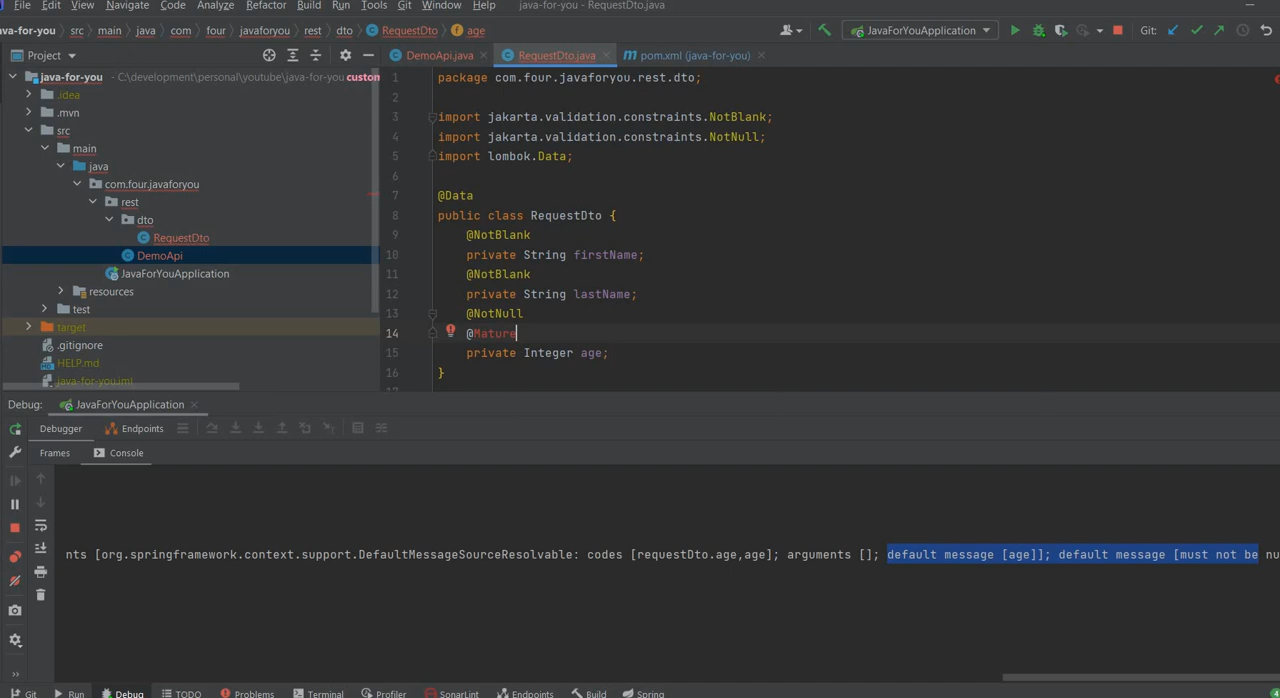 File Edit View Navigate Code Analyze Refactor Build Run Tools Git Window Help java-for-you - RequestDto.java
ava-for-you src main java com four javaforyou rest dto RequestDto age JavaForYouApplication Git:
Project DemoApi.java RequestDto.java pom.xml (java-for-you)
java-for-you - C:\development\personal\youtube\java-for-you custom
.idea
.mvn
src
main
java
com.four.javaforyou
rest
dto
RequestDto
DemoApi
JavaForYouApplication
resources
test
target
.gitignore
HELP.md
java-for-you.iml
1 package com.four.javaforyou.rest.dto;
2
3 import jakarta.validation.constraints.NotBlank;
4 import jakarta.validation.constraints.NotNull;
5 import lombok.Data;
6
7 @Data
8 public class RequestDto {
9 @NotBlank
10 private String firstName;
11 @NotBlank
12 private String lastName;
13 @NotNull
14 @Mature
15 private Integer age;
16 }
17
Debug: JavaForYouApplication
Debugger Endpoints
Frames Console
nts [org.springframework.context.support.DefaultMessageSourceResolvable: codes [requestDto.age,age]; arguments []; default message [age]]; default message [must not be nu
Git Run Debug TODO Problems Terminal Profiler SonarLint Endpoints Build Spring 4